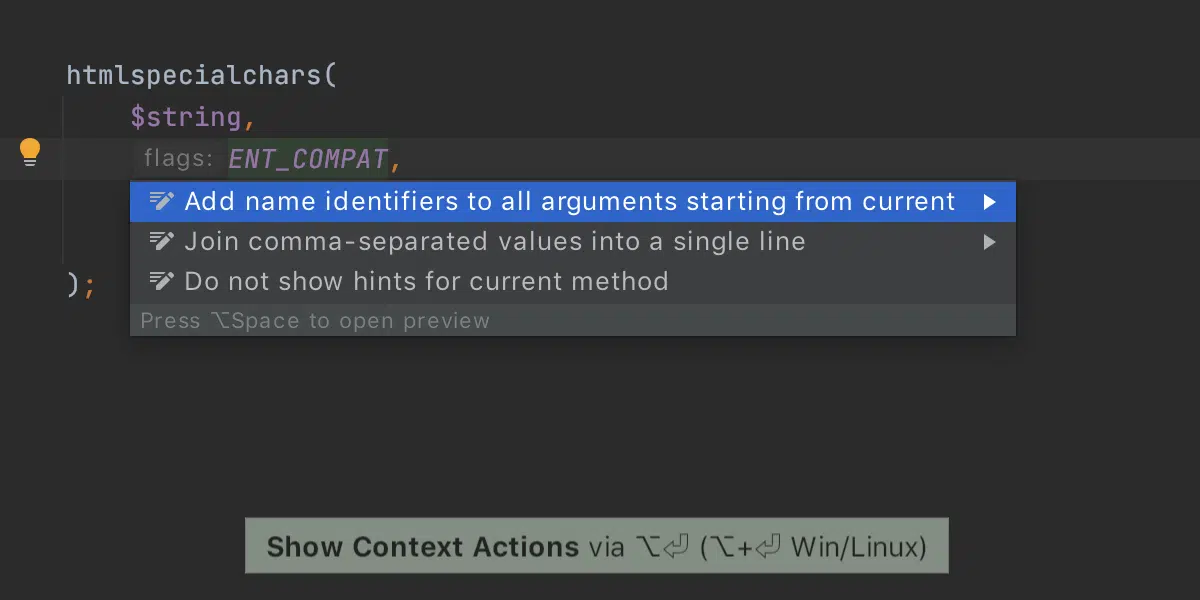 htmlspecialchars(
$string,
flags: ENT_COMPAT,
Add name identifiers to all arguments starting from current ▶
Join comma-separated values into a single line ▶
Do not show hints for current method
);
Press ⌥Space to open preview
Show Context Actions via ⌥⏎ (⌥+⏎ Win/Linux)